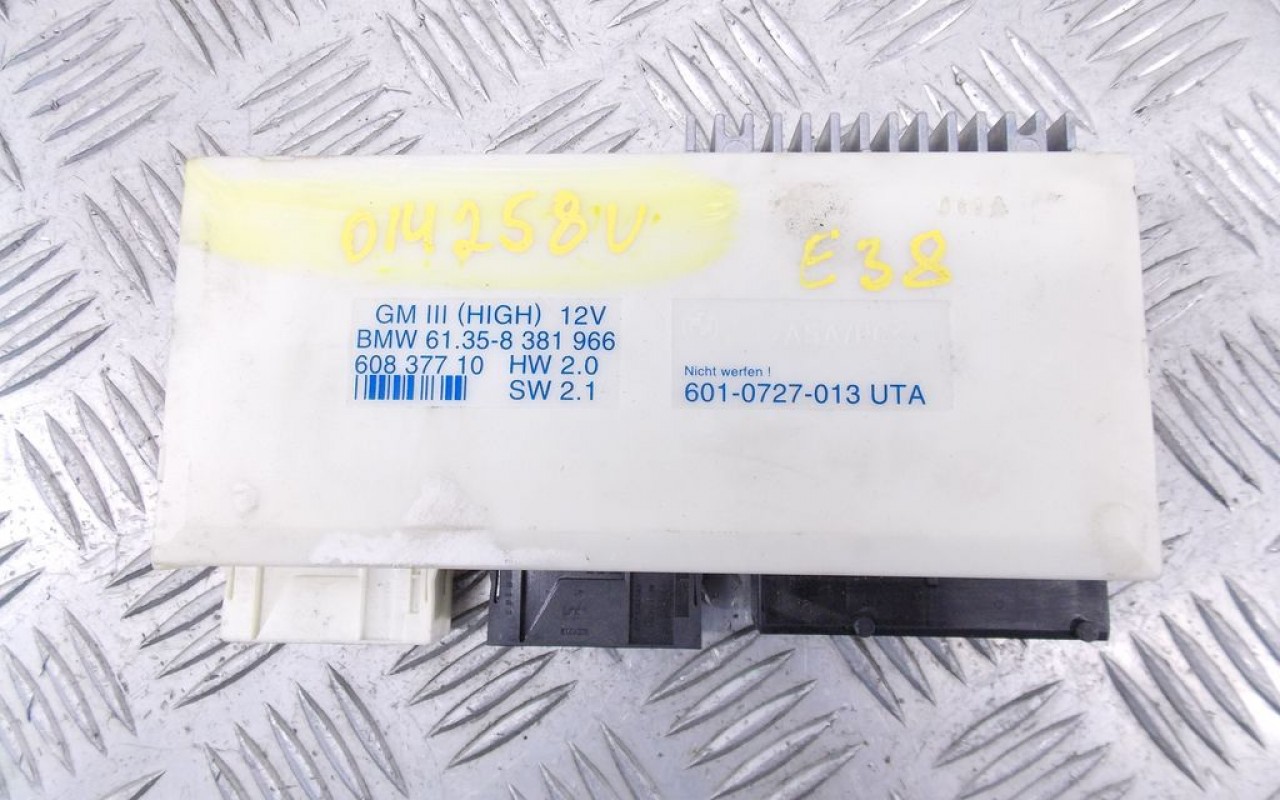 014258U
E38
GM III (HIGH) 12V
BMW 61.35-8 381 966
608 377 10 HW 2.0
SW 2.1
Nicht werfen !
601-0727-013 UTA